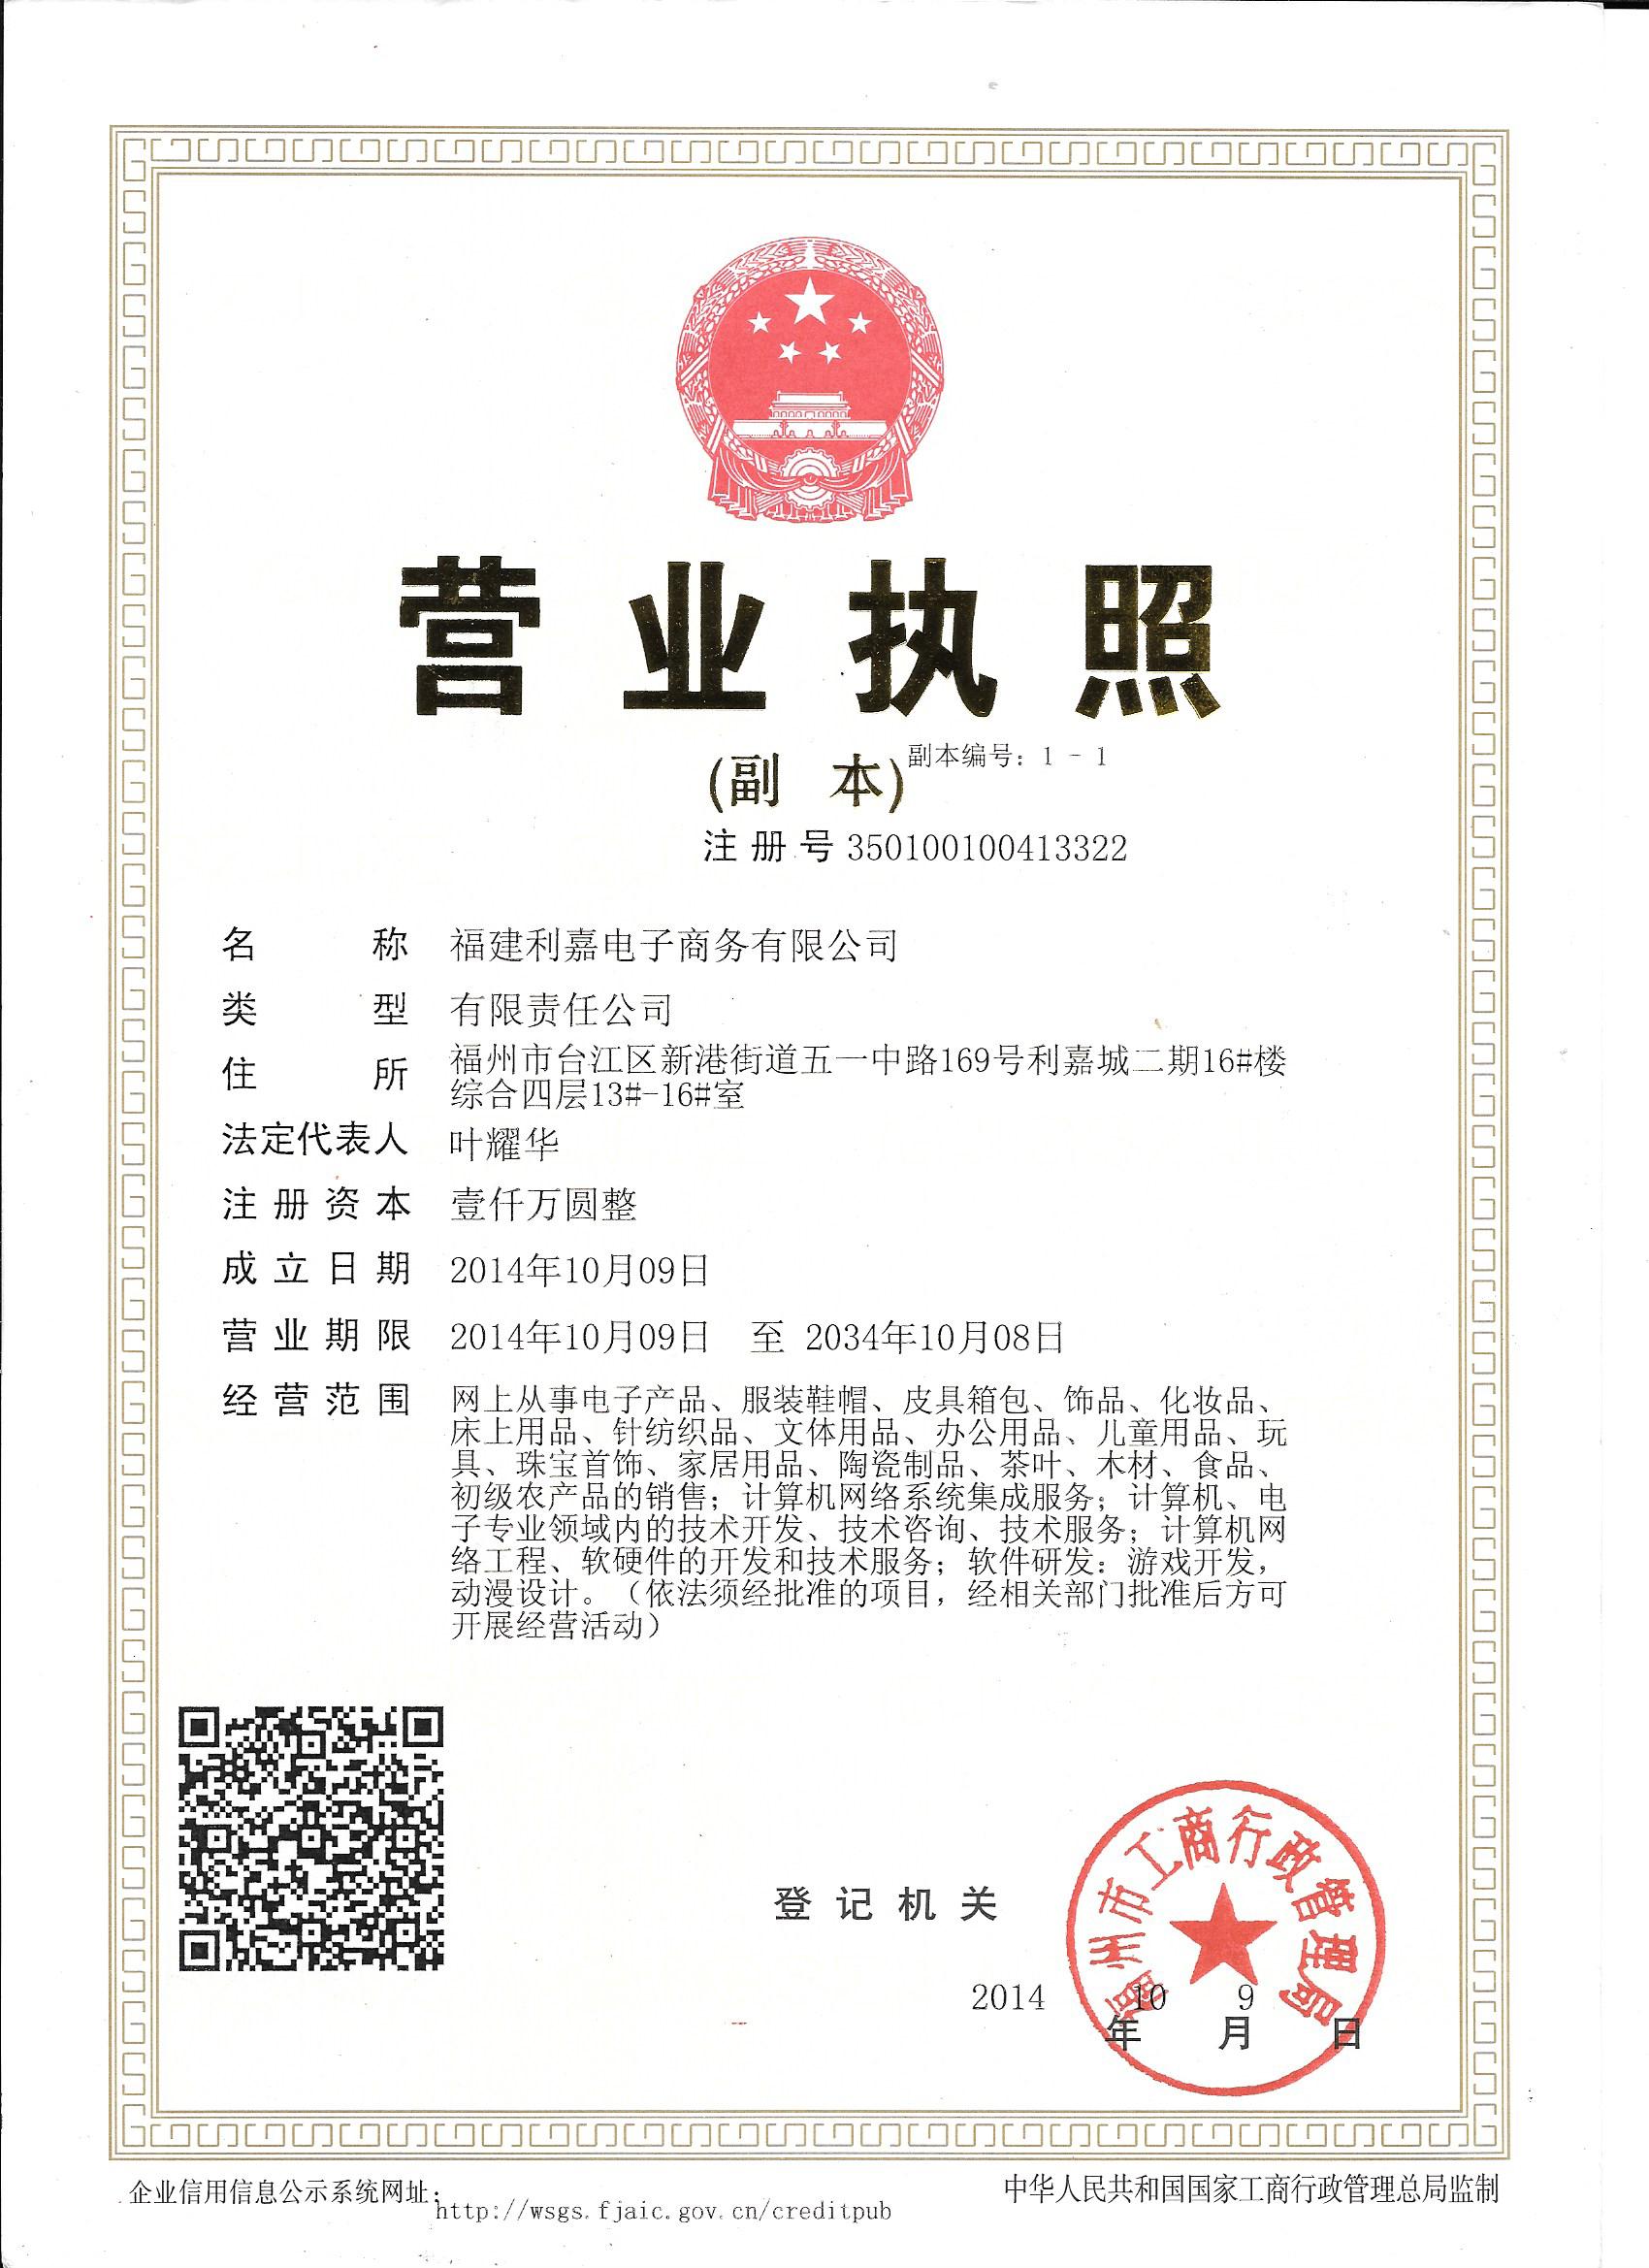 营业执照
(副 本)副本编号：1 - 1
注 册 号 350100100413322
名 称 福建利嘉电子商务有限公司
类 型 有限责任公司
住 所 福州市台江区新港街道五一中路169号利嘉城二期16#楼
综合四层13#-16#室
法定代表人 叶耀华
注册资本 壹仟万圆整
成立日期 2014年10月09日
营业期限 2014年10月09日 至 2034年10月08日
经营范围 网上从事电子产品、服装鞋帽、皮具箱包、饰品、化妆品、
床上用品、针纺织品、文体用品、办公用品、儿童用品、玩
具、珠宝首饰、家居用品、陶瓷制品、茶叶、木材、食品、
初级农产品的销售；计算机网络系统集成服务；计算机、电
子专业领域内的技术开发、技术咨询、技术服务；计算机网
络工程、软硬件的开发和技术服务；软件研发：游戏开发，
动漫设计。（依法须经批准的项目，经相关部门批准后方可
开展经营活动）
登记机关
福州市工商行政管理局
2014年10月9日
企业信用信息公示系统网址：http://wsgs.fjaic.gov.cn/creditpub
中华人民共和国国家工商行政管理总局监制